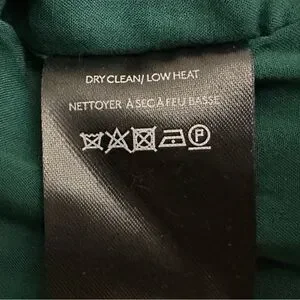 DRY CLEAN/ LOW HEAT
NETTOYER À SEC À FEU BASSE
P